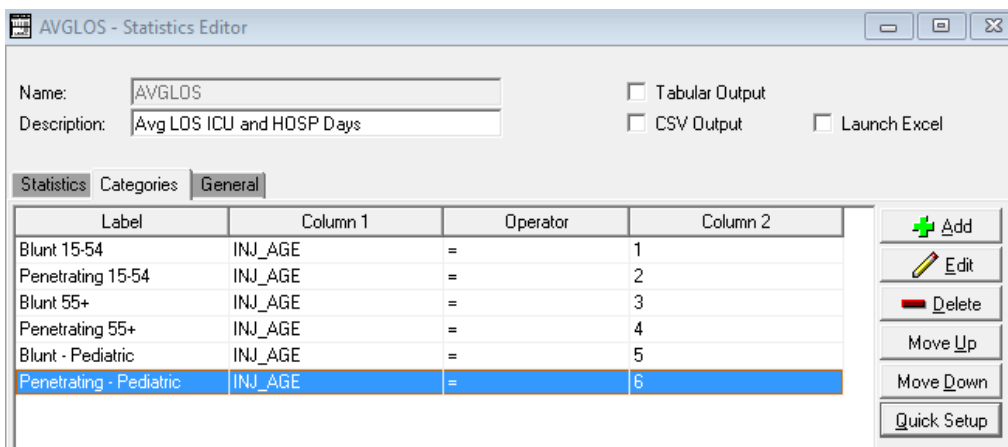 AVGLOS - Statistics Editor
Name: AVGLOS
Tabular Output
Description: Avg LOS ICU and HOSP Days
CSV Output
Launch Excel
Statistics Categories General
Label Column 1 Operator Column 2
Blunt 15-54 INJ_AGE = 1
Penetrating 15-54 INJ_AGE = 2
Blunt 55+ INJ_AGE = 3
Penetrating 55+ INJ_AGE = 4
Blunt - Pediatric INJ_AGE = 5
Penetrating - Pediatric INJ_AGE = 6
Add
Edit
Delete
Move Up
Move Down
Quick Setup